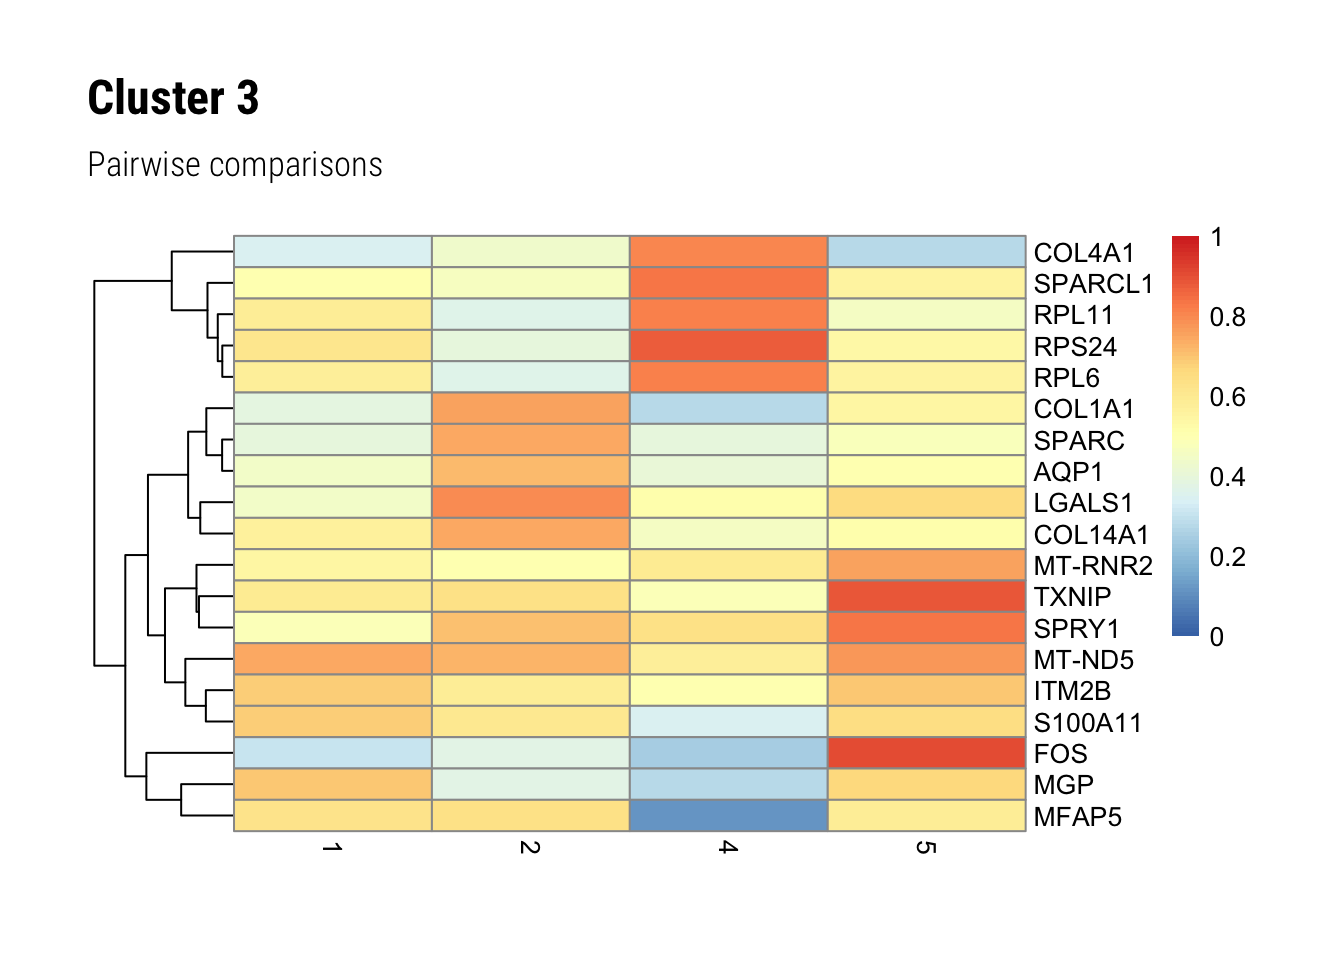 Cluster 3
Pairwise comparisons
COL4A1
SPARCL1
RPL11
RPS24
RPL6
COL1A1
SPARC
AQP1
LGALS1
COL14A1
MT-RNR2
TXNIP
SPRY1
MT-ND5
ITM2B
S100A11
FOS
MGP
MFAP5
1
0.8
0.6
0.4
0.2
0
1 2 4 5